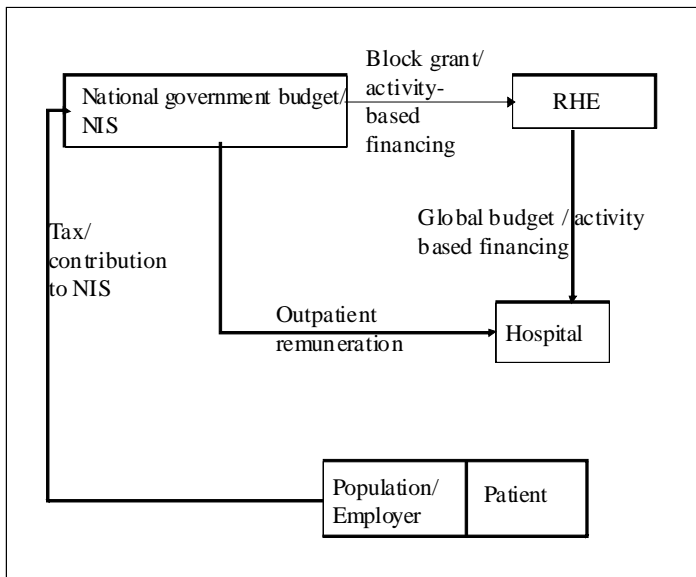 Block grant/
activity-
based
financing
National government budget/
NIS
RHE
Tax/
contribution
to NIS
Global budget / activity
based financing
Outpatient
remuneration
Hospital
Population/
Employer
Patient